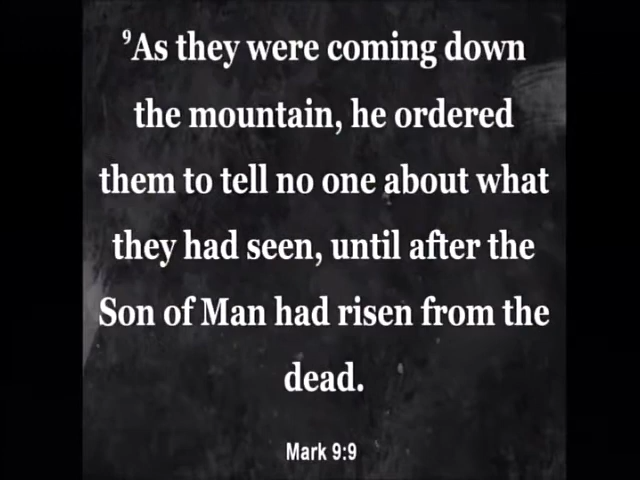 ⁹As they were coming down
the mountain, he ordered
them to tell no one about what
they had seen, until after the
Son of Man had risen from the
dead.
Mark 9:9